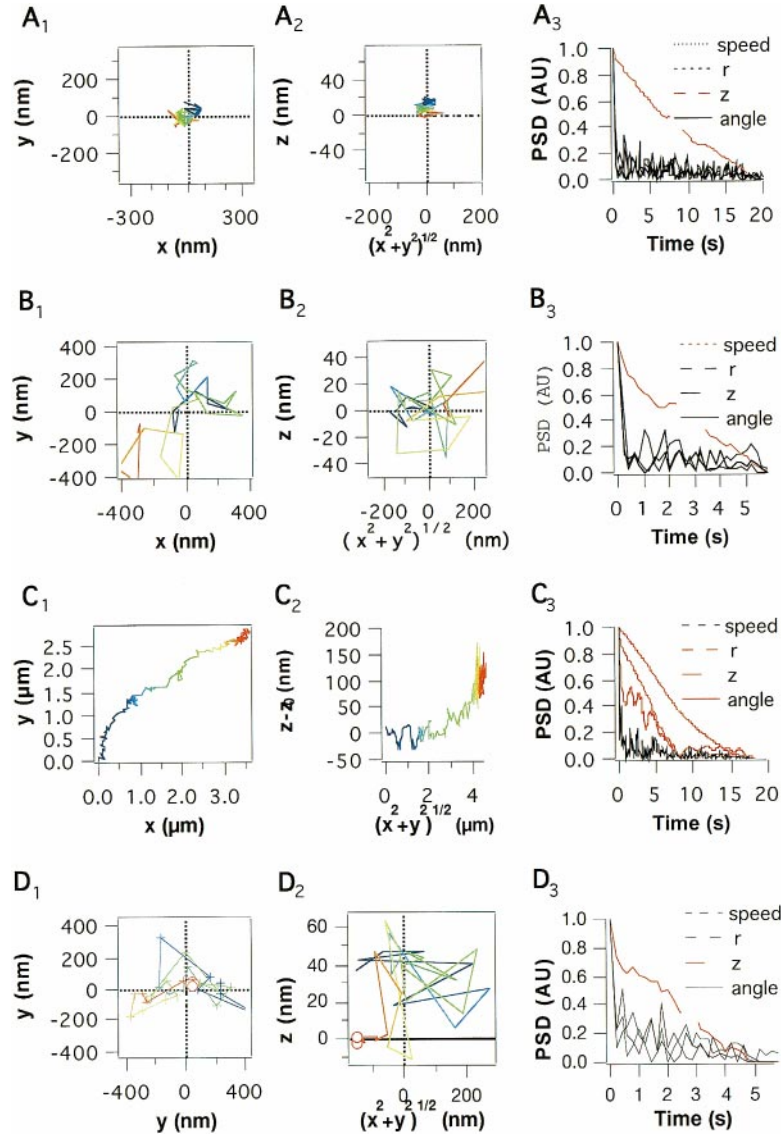 A1
A2
A3
y (nm)
200
0
-200
-300
0
300
x (nm)
z (nm)
40
0
-40
-200
0
200
(x²+y²)^1/2 (nm)
PSD (AU)
1.0
0.8
0.6
0.4
0.2
0.0
0
5
10
15
20
Time (s)
speed
r
z
angle
B1
B2
B3
y (nm)
400
200
0
-200
-400
-400
0
400
x (nm)
z (nm)
40
20
0
-20
-40
-200
0
200
(x²+y²)^1/2 (nm)
PSD (AU)
1.0
0.8
0.6
0.4
0.2
0.0
0
1
2
3
4
5
Time (s)
speed
r
z
angle
C1
C2
C3
y (µm)
2.5
2.0
1.5
1.0
0.5
0.0
0.0
1.0
2.0
3.0
x (µm)
(nm)
200
150
100
50
0
-50
0
2
4
(x²+y²)^1/2 (µm)
PSD (AU)
1.0
0.8
0.6
0.4
0.2
0.0
0
5
10
15
20
Time (s)
speed
r
z
angle
D1
D2
D3
y (nm)
400
200
0
-200
-400
-400
0
400
y (nm)
z (nm)
60
40
20
0
-200
0
200
(x²+y²)^1/2 (nm)
PSD (AU)
1.0
0.8
0.6
0.4
0.2
0.0
0
1
2
3
4
5
Time (s)
speed
r
z
angle